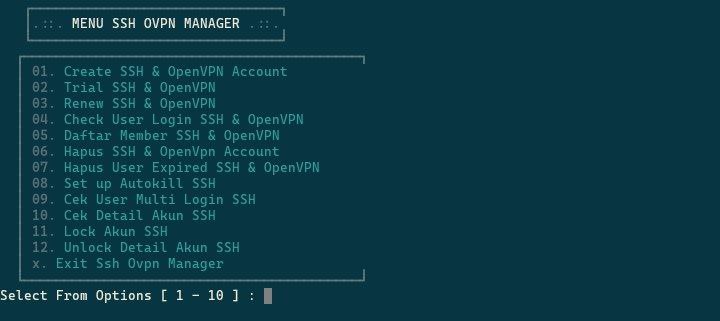 .::. MENU SSH OVPN MANAGER .::.
01. Create SSH & OpenVPN Account
02. Trial SSH & OpenVPN
03. Renew SSH & OpenVPN
04. Check User Login SSH & OpenVPN
05. Daftar Member SSH & OpenVPN
06. Hapus SSH & OpenVpn Account
07. Hapus User Expired SSH & OpenVPN
08. Set up Autokill SSH
09. Cek User Multi Login SSH
10. Cek Detail Akun SSH
11. Lock Akun SSH
12. Unlock Detail Akun SSH
x. Exit Ssh Ovpn Manager
Select From Options [ 1 - 10 ] :